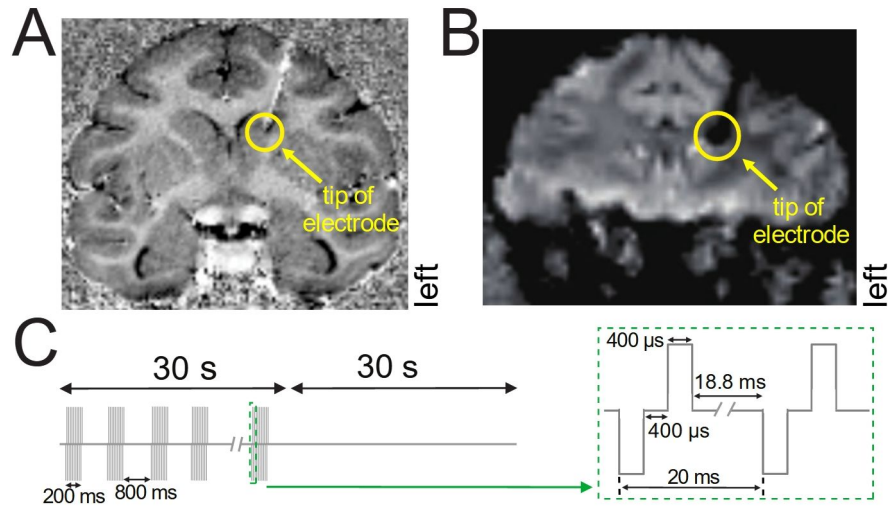 A
tip of
electrode
left
B
tip of
electrode
left
C
30 s
30 s
200 ms
800 ms
400 µs
18.8 ms
400 µs
20 ms